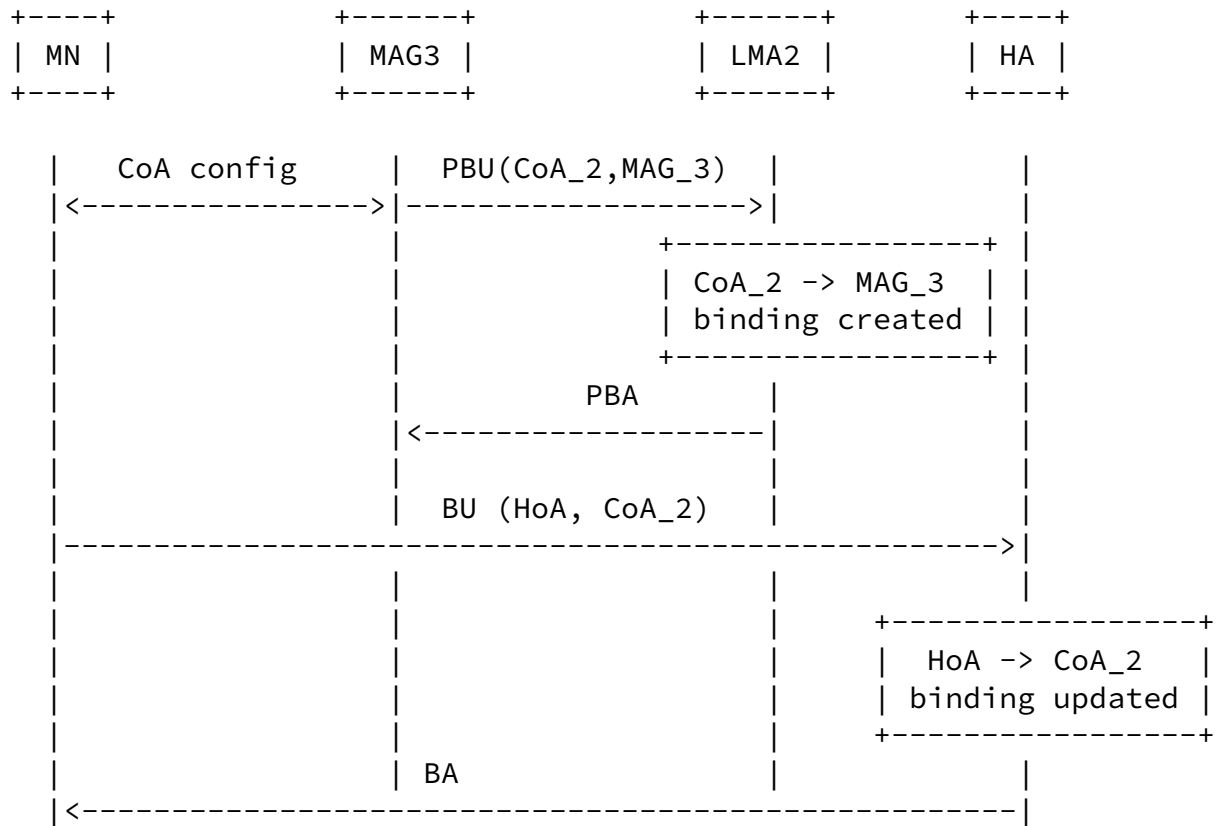 MN MAG3 LMA2 HA
CoA config PBU(CoA_2,MAG_3)
CoA_2 -> MAG_3
binding created
PBA
BU (HoA, CoA_2)
HoA -> CoA_2
binding updated
BA